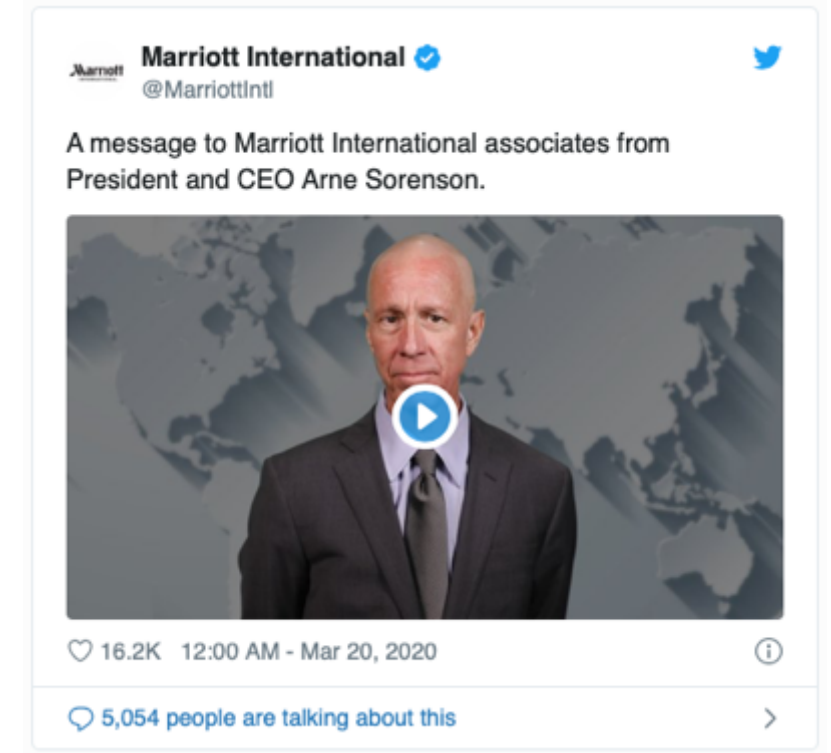 Marriott
Marriott International
@MarriottIntl
A message to Marriott International associates from
President and CEO Arne Sorenson.
16.2K 12:00 AM - Mar 20, 2020
5,054 people are talking about this